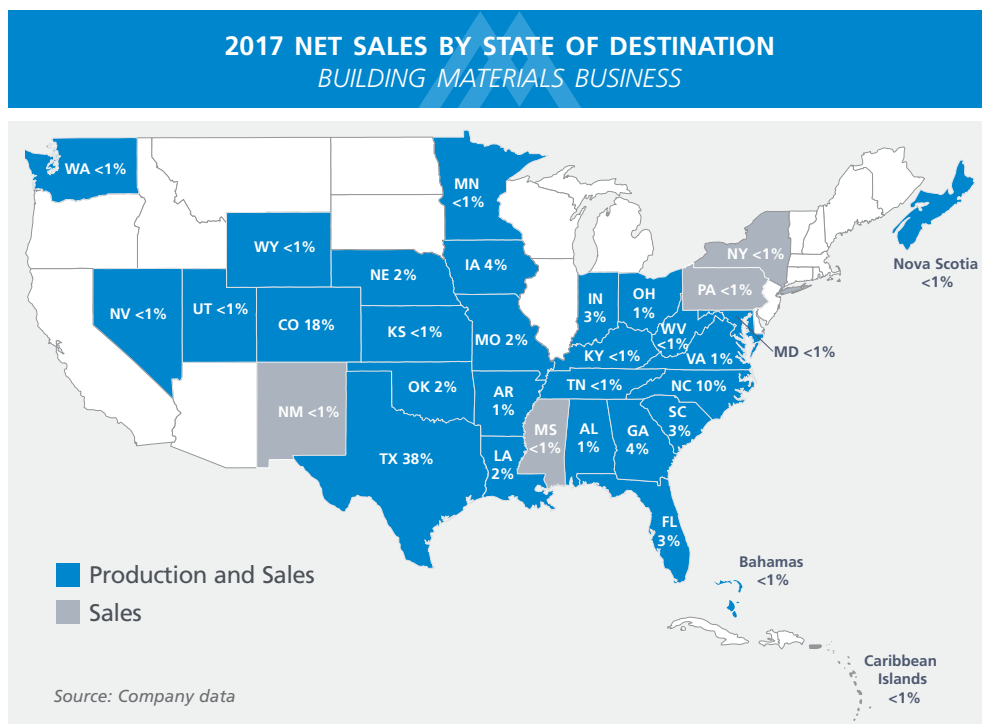 2017 NET SALES BY STATE OF DESTINATION
BUILDING MATERIALS BUSINESS
WA <1%
MN
<1%
WY <1%
NY <1%
Nova Scotia
<1%
IA 4%
NE 2%
PA <1%
NV <1%
UT <1%
IN
3%
OH
1%
CO 18%
KS <1%
MO 2%
WV
<1%
KY <1%
VA 1%
MD <1%
OK 2%
AR
1%
TN <1%
NC 10%
NM <1%
SC
3%
MS
<1%
AL
1%
GA
4%
TX 38%
LA
2%
FL
3%
Production and Sales
Sales
Bahamas
<1%
Caribbean
Islands
<1%
Source: Company data